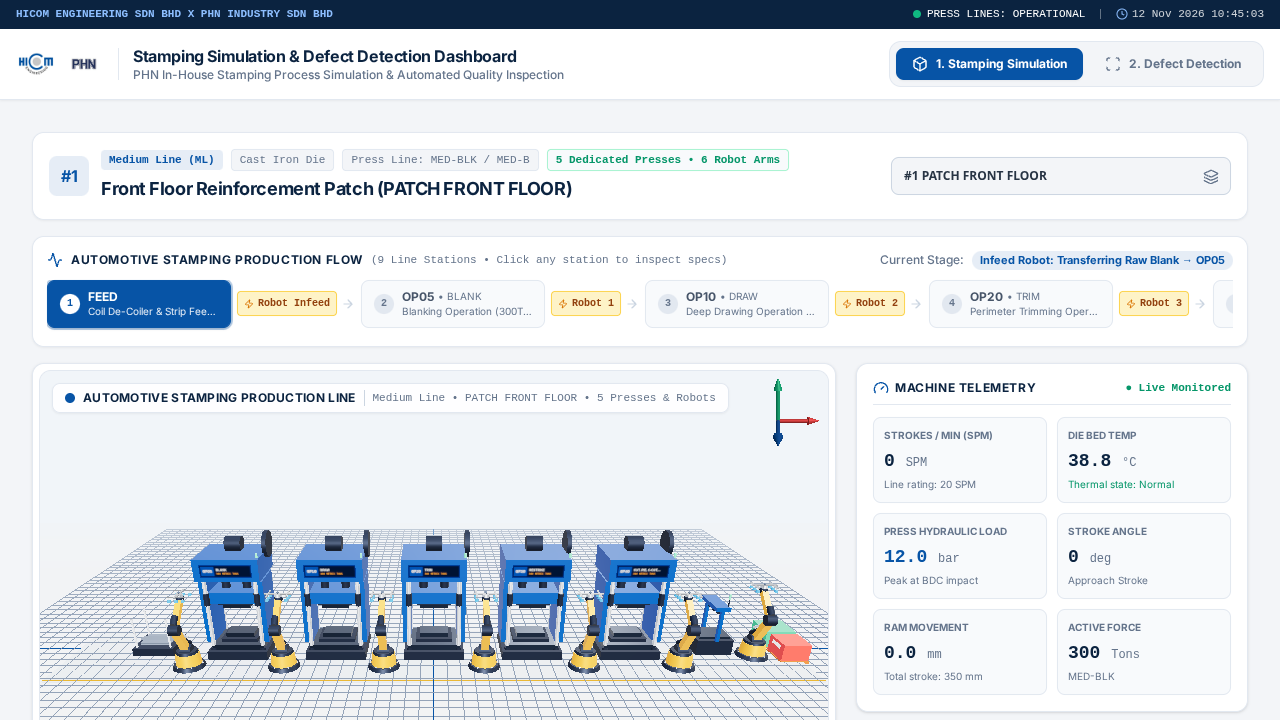 HICOM ENGINEERING SDN BHD X PHN INDUSTRY SDN BHD
PRESS LINES: OPERATIONAL | 12 Nov 2026 10:45:03
HICOM
PHN
Stamping Simulation & Defect Detection Dashboard
PHN In-House Stamping Process Simulation & Automated Quality Inspection
1. Stamping Simulation
2. Defect Detection
#1
Medium Line (ML)
Cast Iron Die
Press Line: MED-BLK / MED-B
5 Dedicated Presses • 6 Robot Arms
Front Floor Reinforcement Patch (PATCH FRONT FLOOR)
#1 PATCH FRONT FLOOR
AUTOMOTIVE STAMPING PRODUCTION FLOW (9 Line Stations • Click any station to inspect specs)
Current Stage: Infeed Robot: Transferring Raw Blank → OP05
1 FEED
Coil De-Coiler & Strip Fee...
Robot Infeed →
2 OP05 • BLANK
Blanking Operation (300T...
Robot 1 →
3 OP10 • DRAW
Deep Drawing Operation ...
Robot 2 →
4 OP20 • TRIM
Perimeter Trimming Oper...
Robot 3 →
AUTOMOTIVE STAMPING PRODUCTION LINE | Medium Line • PATCH FRONT FLOOR • 5 Presses & Robots
MACHINE TELEMETRY
● Live Monitored
STROKES / MIN (SPM)
0 SPM
Line rating: 20 SPM
DIE BED TEMP
38.8 °C
Thermal state: Normal
PRESS HYDRAULIC LOAD
12.0 bar
Peak at BDC impact
STROKE ANGLE
0 deg
Approach Stroke
RAM MOVEMENT
0.0 mm
Total stroke: 350 mm
ACTIVE FORCE
300 Tons
MED-BLK